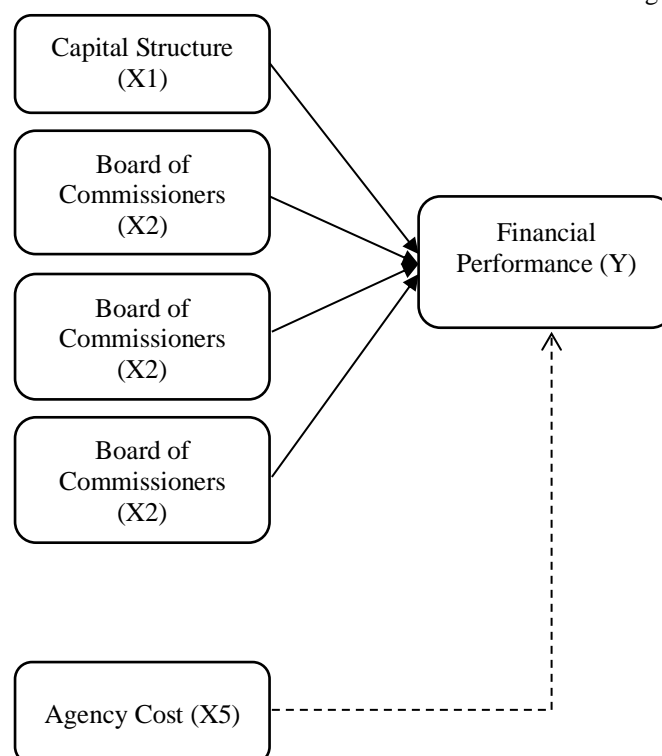 Capital Structure
(X1)
Board of
Commissioners
(X2)
Board of
Commissioners
(X2)
Board of
Commissioners
(X2)
Financial
Performance (Y)
Agency Cost (X5)